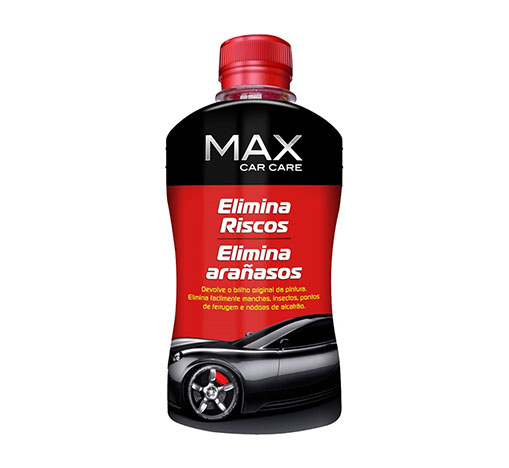 MAX
CAR CARE
Elimina
Riscos
Elimina
arañasos
Devolve o brilho original da pintura.
Elimina facilmente manchas, insectos, pontos
de ferrugem e nódoas de alcatrão.